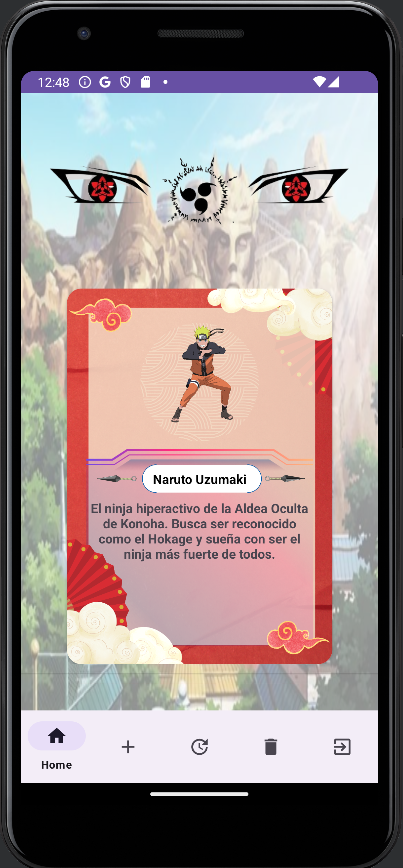 12:48
Naruto Uzumaki
El ninja hiperactivo de la Aldea Oculta
de Konoha. Busca ser reconocido
como el Hokage y sueña con ser el
ninja más fuerte de todos.
Home